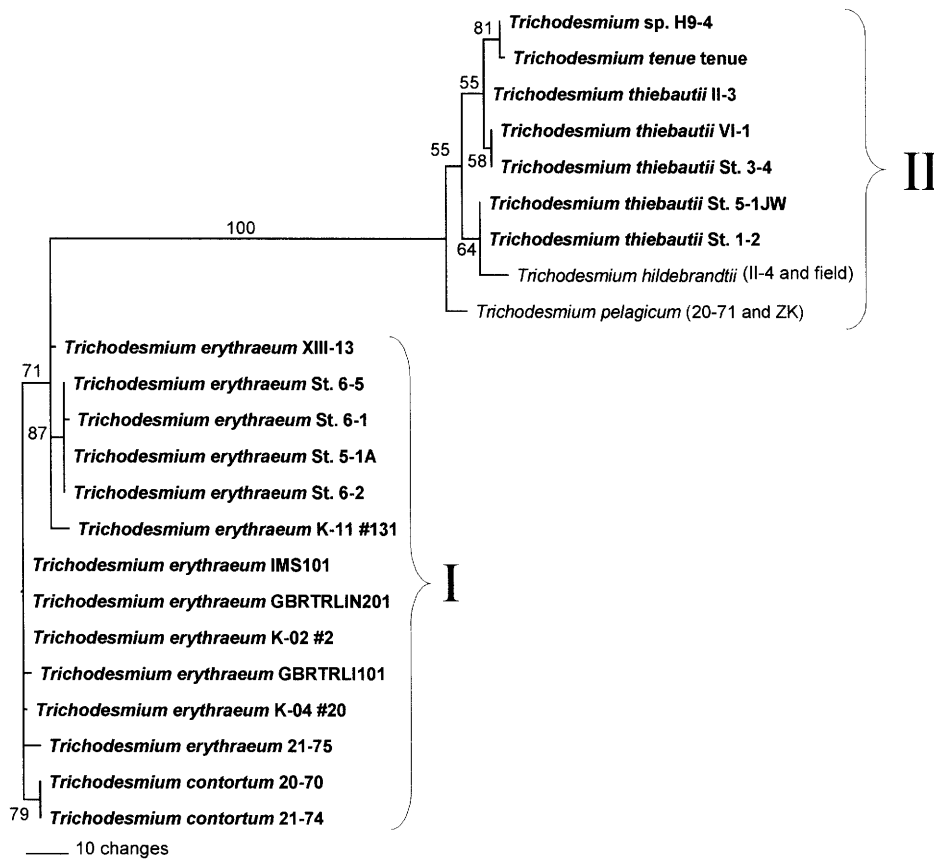 81
Trichodesmium sp. H9-4
Trichodesmium tenue tenue
55
Trichodesmium thiebautii II-3
Trichodesmium thiebautii VI-1
55
58
Trichodesmium thiebautii St. 3-4
II
Trichodesmium thiebautii St. 5-1JW
100
64
Trichodesmium thiebautii St. 1-2
Trichodesmium hildebrandtii (II-4 and field)
Trichodesmium pelagicum (20-71 and ZK)
Trichodesmium erythraeum XIII-13
71
Trichodesmium erythraeum St. 6-5
Trichodesmium erythraeum St. 6-1
87
Trichodesmium erythraeum St. 5-1A
Trichodesmium erythraeum St. 6-2
Trichodesmium erythraeum K-11 #131
Trichodesmium erythraeum IMS101
I
Trichodesmium erythraeum GBRTRLIN201
Trichodesmium erythraeum K-02 #2
Trichodesmium erythraeum GBRTRLI101
Trichodesmium erythraeum K-04 #20
Trichodesmium erythraeum 21-75
Trichodesmium contortum 20-70
79
Trichodesmium contortum 21-74
10 changes